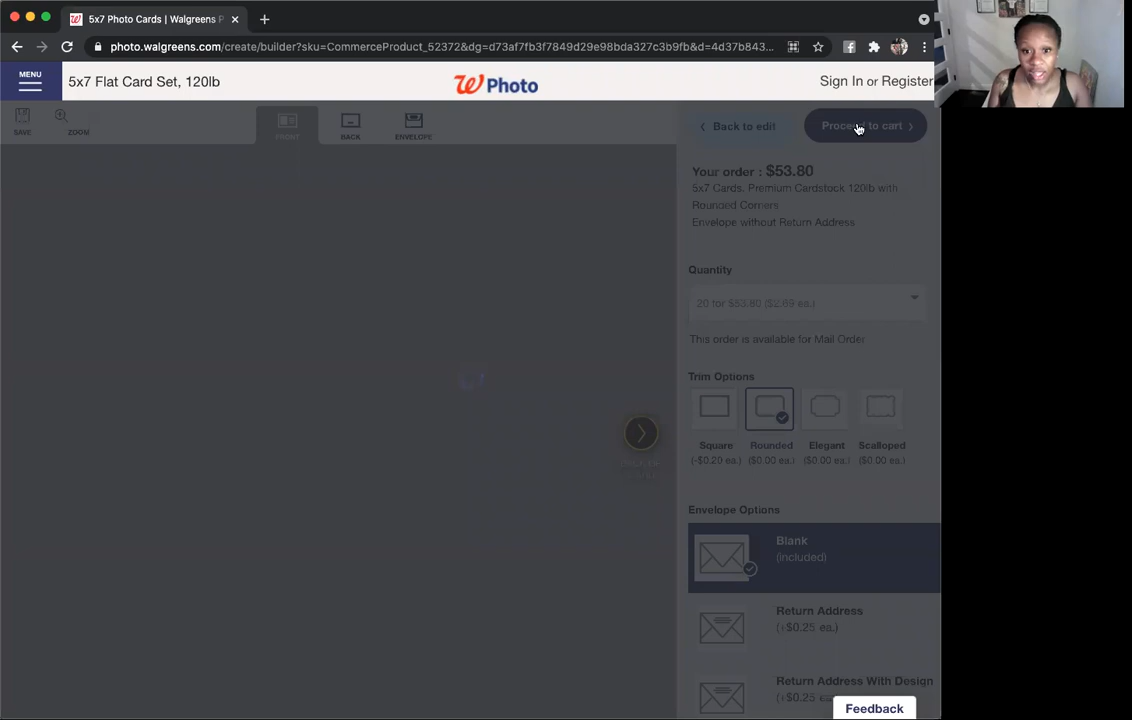 5x7 Photo Cards | Walgreens P
photo.walgreens.com/create/builder?sku=CommerceProduct_52372&dg=d73af7fb3f7849d29e98bda327c3b9fb&d=4d37b843...
MENU
5x7 Flat Card Set, 120lb
Photo
Sign In or Register
SAVE
ZOOM
FRONT
BACK
ENVELOPE
Back to edit
Proceed to cart
Your order : $53.80
5x7 Cards, Premium Cardstock 120lb with
Rounded Corners
Envelope without Return Address
Quantity
20 for $53.80 ($2.69 ea.)
This order is available for Mail Order
Trim Options
Square
(-$0.20 ea.)
Rounded
($0.00 ea.)
Elegant
($0.00 ea.)
Scalloped
($0.00 ea.)
Envelope Options
Blank
(included)
Return Address
(+$0.25 ea.)
Return Address With Design
(+$0.25 ea.)
Feedback